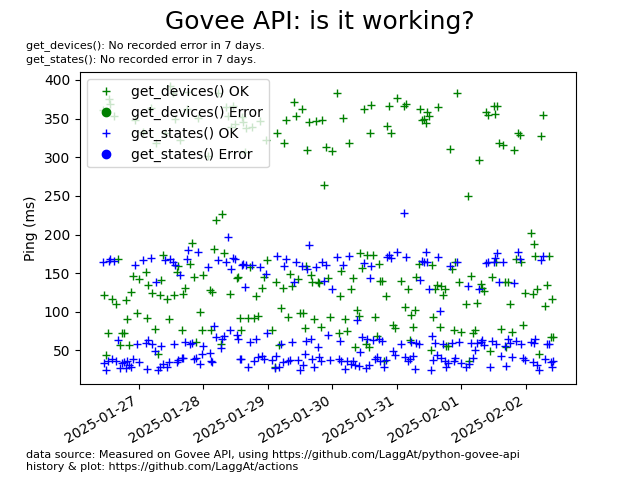 Govee API: is it working?
get_devices(): No recorded error in 7 days.
get_states(): No recorded error in 7 days.
get_devices() OK
get_devices() Error
get_states() OK
get_states() Error
400
350
300
250
200
150
100
50
Ping (ms)
2025-01-27
2025-01-28
2025-01-29
2025-01-30
2025-01-31
2025-02-01
2025-02-02
data source: Measured on Govee API, using https://github.com/LaggAt/python-govee-api
history & plot: https://github.com/LaggAt/actions